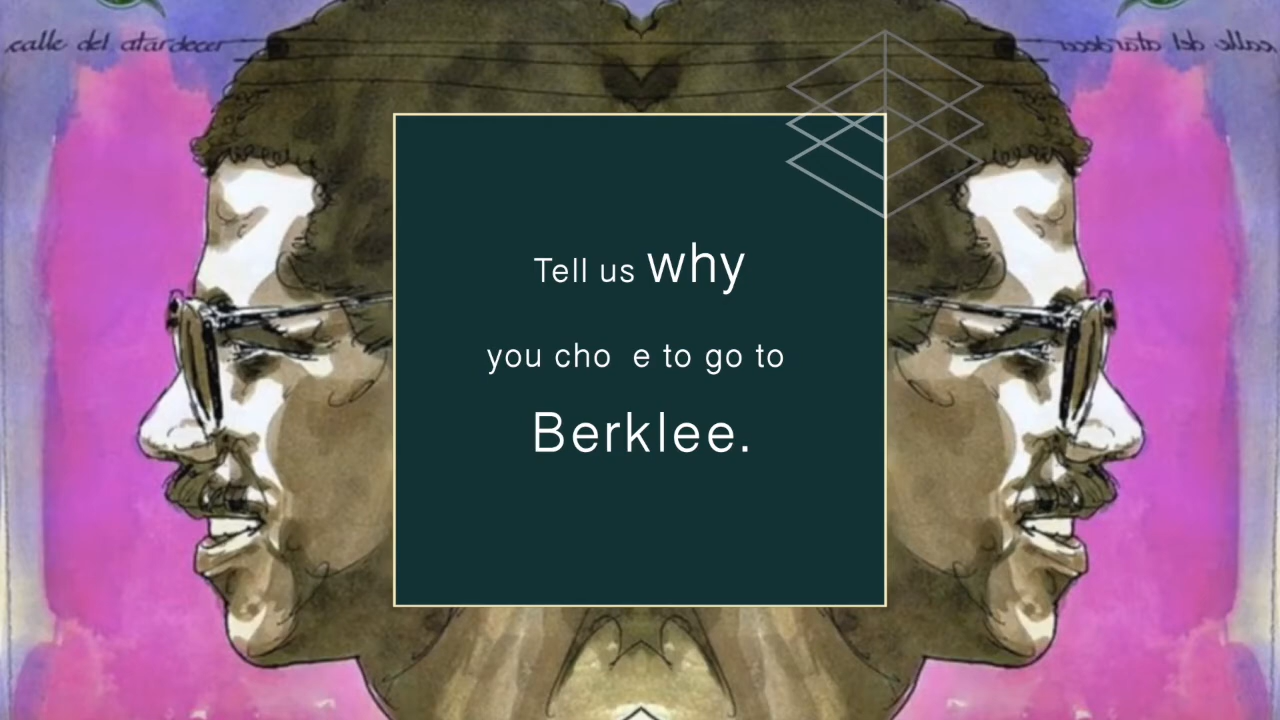 calle del atardecer
calle del atardecer
Tell us why
you cho e to go to
Berklee.